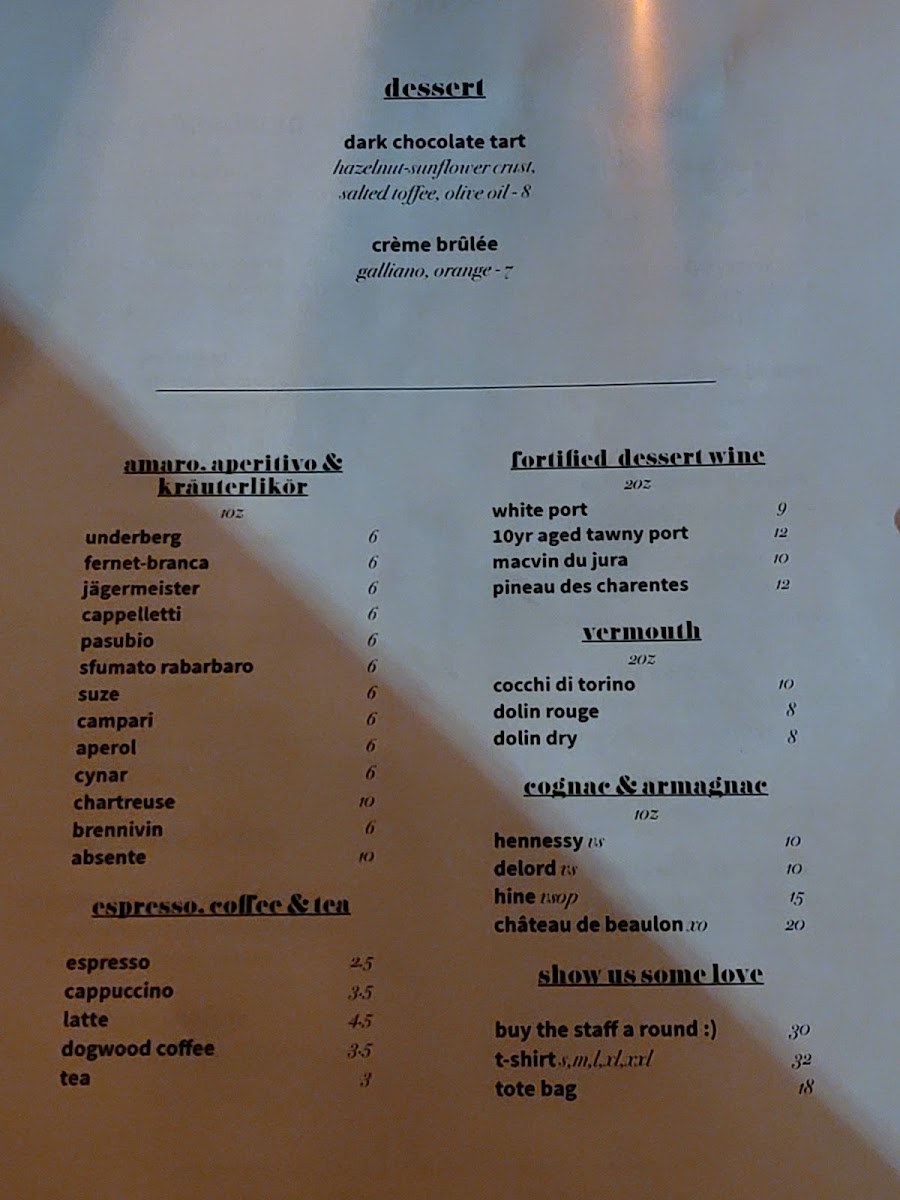 dessert
dark chocolate tart
hazelnut-sunflower crust,
salted toffee, olive oil - 8
crème brûlée
galliano, orange - 7
amaro, aperitivo &
kräuterlikör
1oz
underberg 6
fernet-branca 6
jägermeister 6
cappelletti 6
pasubio 6
sfumato rabarbaro 6
suze 6
campari 6
aperol 6
cynar 6
chartreuse 10
brennivin 6
absente 10
espresso, coffee & tea
espresso 2.5
cappuccino 3.5
latte 4.5
dogwood coffee 3.5
tea 3
fortified dessert wine
2oz
white port 9
10yr aged tawny port 12
macvin du jura 10
pineau des charentes 12
vermouth
2oz
cocchi di torino 10
dolin rouge 8
dolin dry 8
cognac & armagnac
1oz
hennessy vs 10
delord vs 10
hine vsop 15
château de beaulon xo 20
show us some love
buy the staff a round :) 30
t-shirt s,m,l,xl,xxl 32
tote bag 18